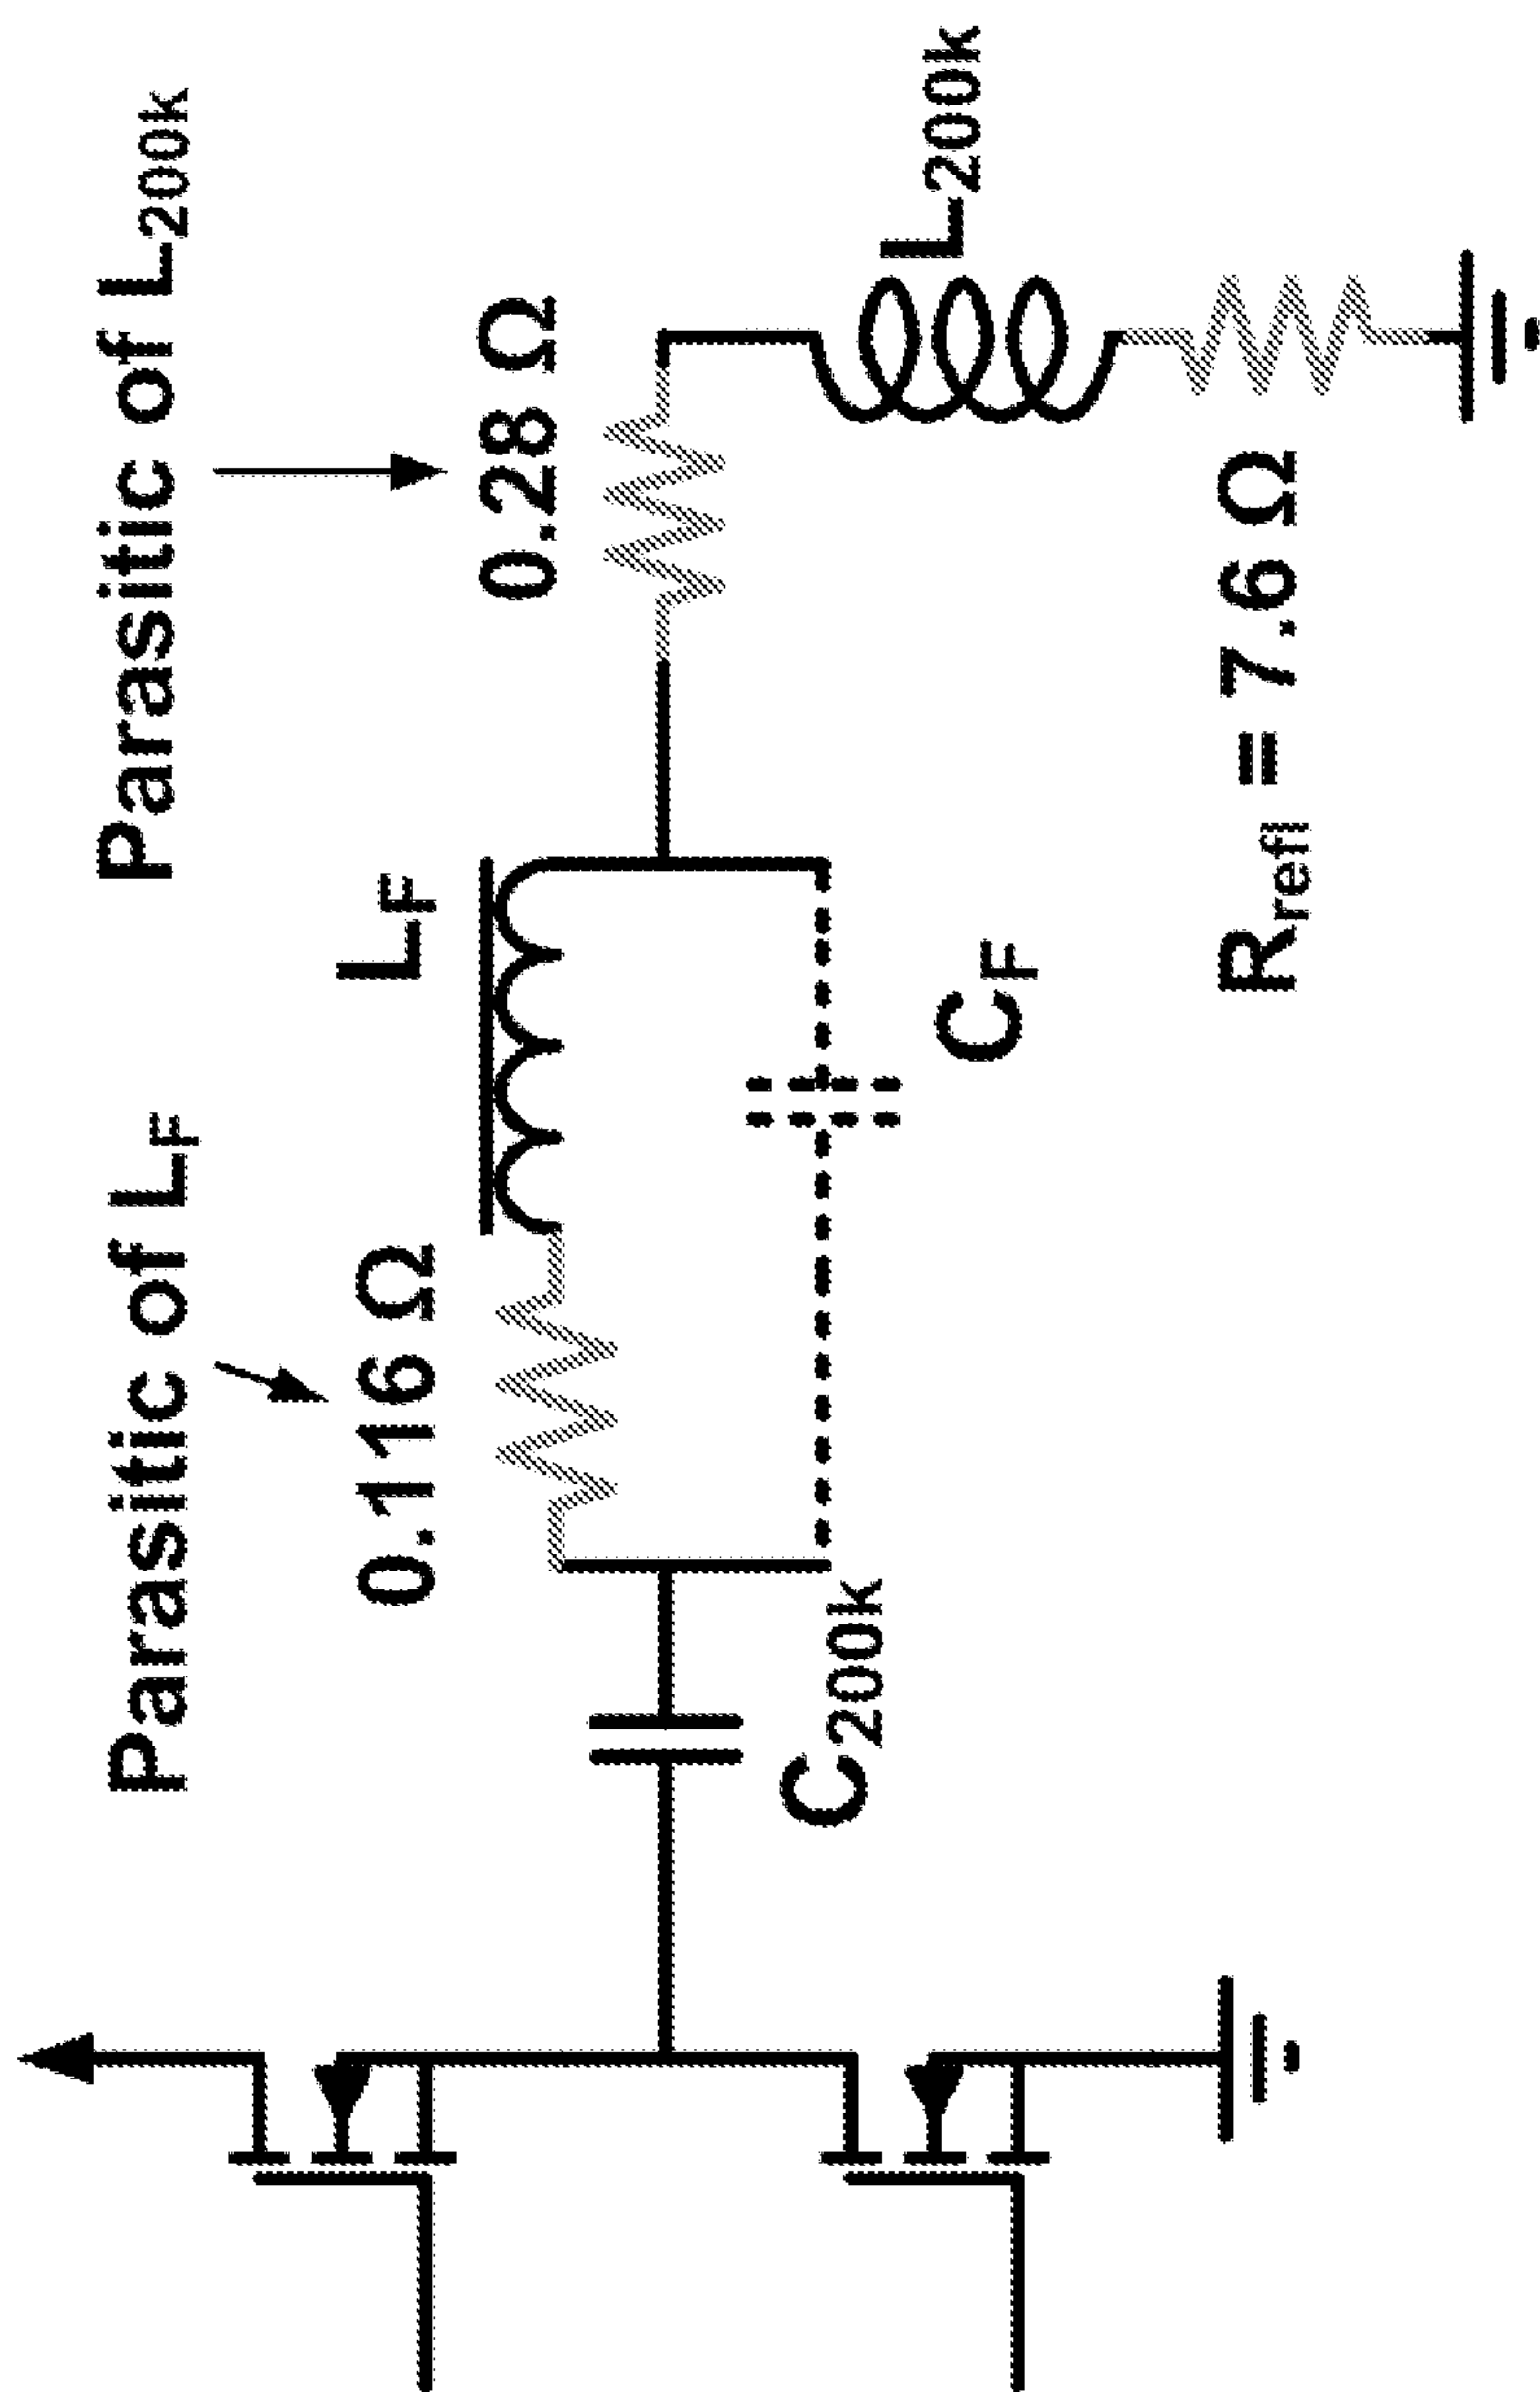 Parasitic of LF
Parasitic of L200k
0.116 Ω
LF
0.28 Ω
C200k
CF
L200k
Rrefl = 7.6 Ω